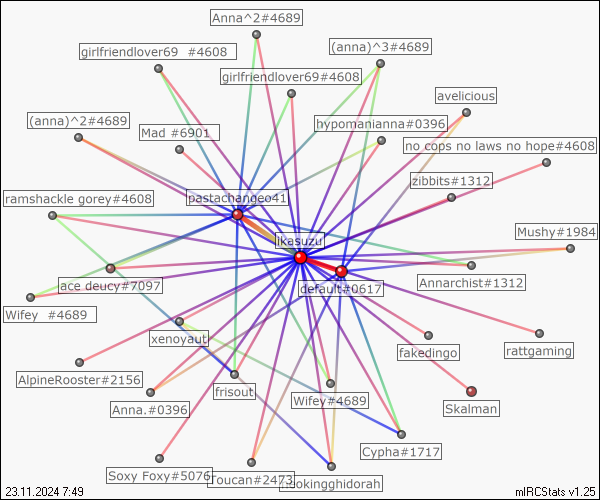 Anna^2#4689
girlfriendlover69 #4608
(anna)^3#4689
girlfriendlover69#4608
avelicious
(anna)^2#4689
hypomanianna#0396
Mad #6901
no cops no laws no hope#4608
zibbits#1312
ramshackle gorey#4608
pastachangeo41
Mushy#1984
ikasuzu
ace deucy#7097
Annarchist#1312
default#0617
Wifey #4689
xenoyauti
fakedingo
rattgaming
AlpineRooster#2156
frisout
Wifey#4689
Anna.#0396
Skalman
Cypha#1717
Soxy Foxy#5076
Toucan#2473
lookingghidorah
23.11.2024 7:49
mIRCStats v1.25